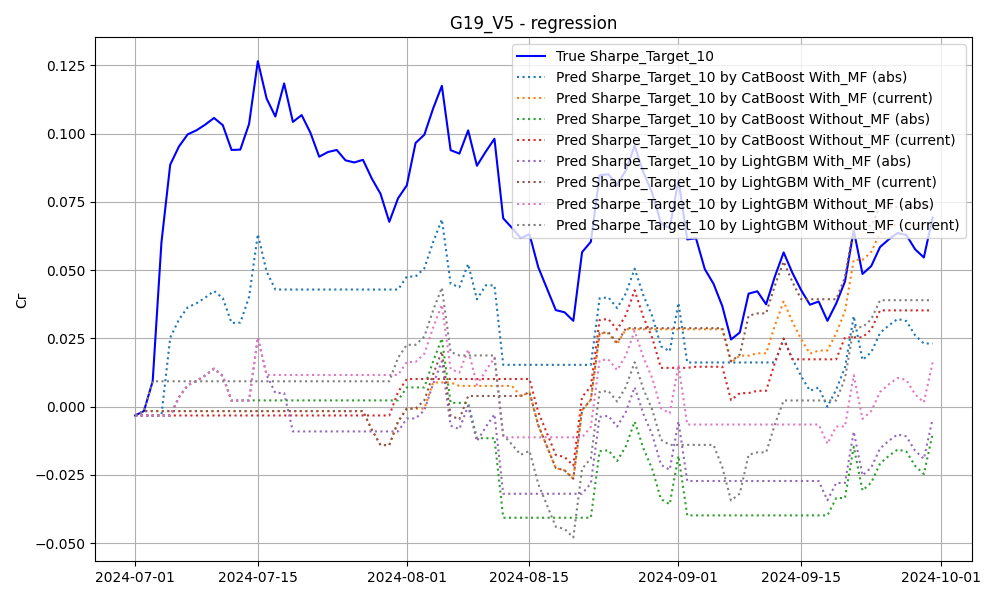 G19_V5 - regression
True Sharpe_Target_10
Pred Sharpe_Target_10 by CatBoost With_MF (abs)
Pred Sharpe_Target_10 by CatBoost With_MF (current)
Pred Sharpe_Target_10 by CatBoost Without_MF (abs)
Pred Sharpe_Target_10 by CatBoost Without_MF (current)
Pred Sharpe_Target_10 by LightGBM With_MF (abs)
Pred Sharpe_Target_10 by LightGBM With_MF (current)
Pred Sharpe_Target_10 by LightGBM Without_MF (abs)
Pred Sharpe_Target_10 by LightGBM Without_MF (current)
0.125
0.100
0.075
0.050
0.025
0.000
−0.025
−0.050
Cr
2024-07-01
2024-07-15
2024-08-01
2024-08-15
2024-09-01
2024-09-15
2024-10-01